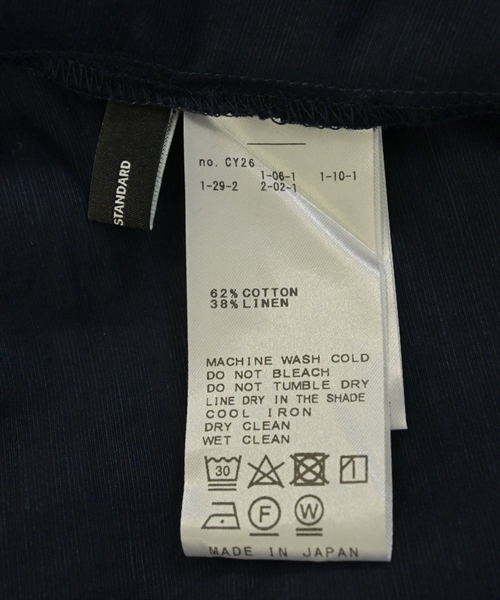 STANDARD
no. CY26
1-06-1 1-10-1
1-29-2 2-02-1
62% COTTON
38% LINEN
MACHINE WASH COLD
DO NOT BLEACH
DO NOT TUMBLE DRY
LINE DRY IN THE SHADE
COOL IRON
DRY CLEAN
WET CLEAN
30
F W
MADE IN JAPAN